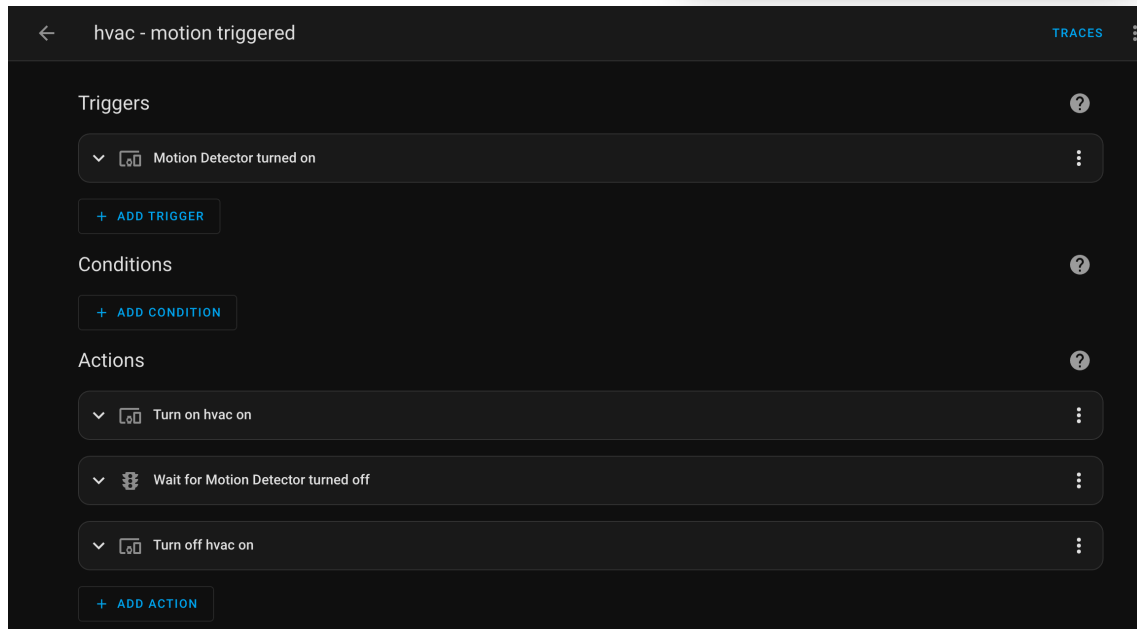 hvac - motion triggered
TRACES
Triggers
Motion Detector turned on
+ ADD TRIGGER
Conditions
+ ADD CONDITION
Actions
Turn on hvac on
Wait for Motion Detector turned off
Turn off hvac on
+ ADD ACTION